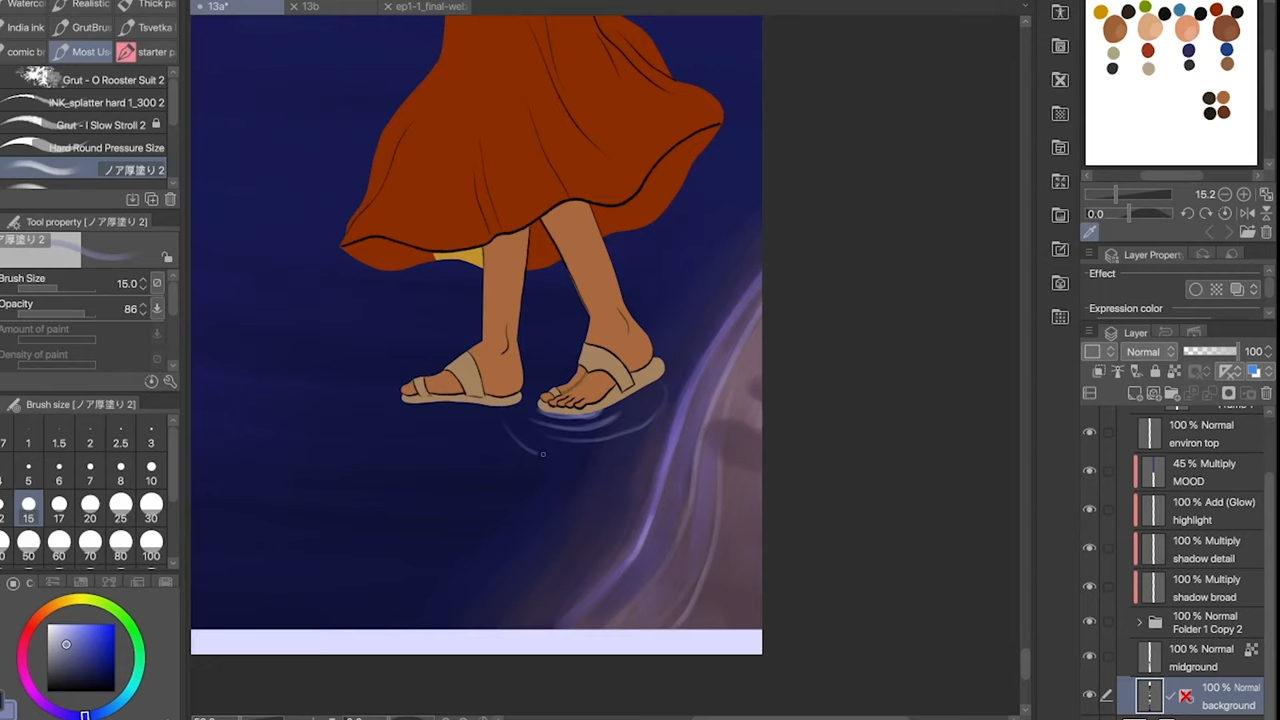 13a*
13b
ep1-1_final-web
Realistic
Thick pa
India ink
GrutBru
Tsvetka
comic br
Most Us
starter p
Grut - O Rooster Suit 2
INK_splatter hard 1_300 2
Grut - I Slow Stroll 2
Hard Round Pressure Size
ノア厚塗り 2
Tool property [ノア厚塗り 2]
ア厚塗り 2
Brush Size
15.0
Opacity
86
Amount of paint
Density of paint
Brush size [ノア厚塗り 2]
1
1.5
2
2.5
3
5
6
7
8
10
15
17
20
25
30
50
60
70
80
100
15.2
0.0
Layer Propert
Effect
Expression color
Layer
Normal
100
100 % Normal
environ top
45 % Multiply
MOOD
100 % Add (Glow)
highlight
100 % Multiply
shadow detail
100 % Multiply
shadow broad
100 % Normal
Folder 1 Copy 2
100 % Normal
midground
100 % Normal
background